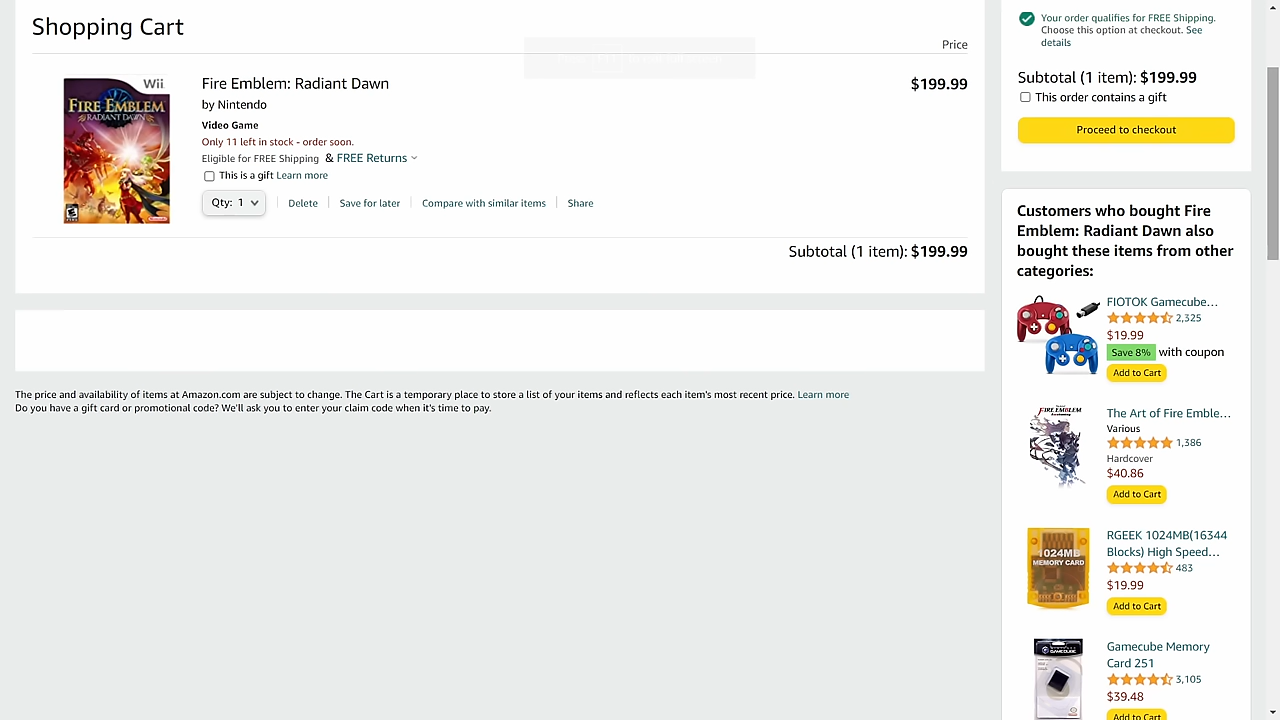 Shopping Cart
Price
Wii
FIRE EMBLEM
RADIANT DAWN
Fire Emblem: Radiant Dawn
$199.99
by Nintendo
Video Game
Only 11 left in stock - order soon.
Eligible for FREE Shipping & FREE Returns
This is a gift Learn more
Qty: 1
Delete
Save for later
Compare with similar items
Share
Subtotal (1 item): $199.99
The price and availability of items at Amazon.com are subject to change. The Cart is a temporary place to store a list of your items and reflects each item's most recent price. Learn more
Do you have a gift card or promotional code? We'll ask you to enter your claim code when it's time to pay.
Your order qualifies for FREE Shipping.
Choose this option at checkout. See
details
Subtotal (1 item): $199.99
This order contains a gift
Proceed to checkout
Customers who bought Fire
Emblem: Radiant Dawn also
bought these items from other
categories:
FIOTOK Gamecube...
2,325
$19.99
Save 8% with coupon
Add to Cart
FIRE EMBLEM
The Art of Fire Emble...
Various
1,386
Hardcover
$40.86
Add to Cart
1024MB
MEMORY CARD
RGEEK 1024MB(16344
Blocks) High Speed...
483
$19.99
Add to Cart
Gamecube Memory
Card 251
3,105
$39.48
Add to Cart